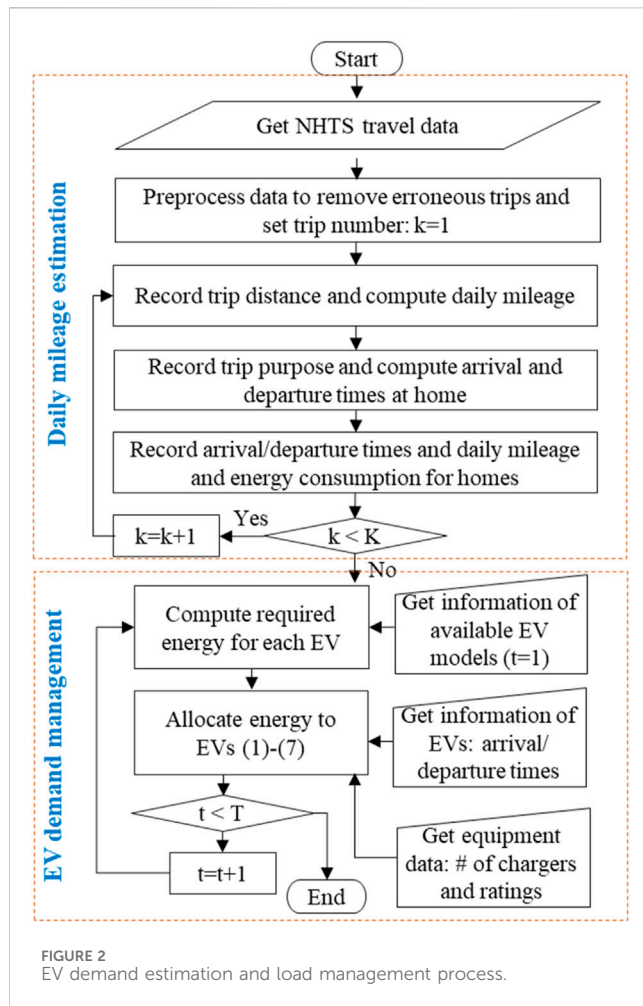 Start
Get NHTS travel data
Preprocess data to remove erroneous trips and
set trip number: k=1
Record trip distance and compute daily mileage
Record trip purpose and compute arrival and
departure times at home
Record arrival/departure times and daily mileage
and energy consumption for homes
k=k+1
Yes
k < K
No
Daily mileage estimation
Compute required
energy for each EV
Get information of
available EV
models (t=1)
Allocate energy to
EVs (1)-(7)
Get information of
EVs: arrival/
departure times
t < T
t=t+1
End
Get equipment
data: # of chargers
and ratings
EV demand management
FIGURE 2
EV demand estimation and load management process.